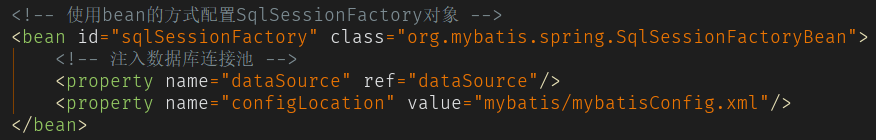 <!-- 使用bean的方式配置SqlSessionFactory对象 -->
<bean id="sqlSessionFactory" class="org.mybatis.spring.SqlSessionFactoryBean">
    <!-- 注入数据库连接池 -->
    <property name="dataSource" ref="dataSource"/>
    <property name="configLocation" value="mybatis/mybatisConfig.xml"/>
</bean>